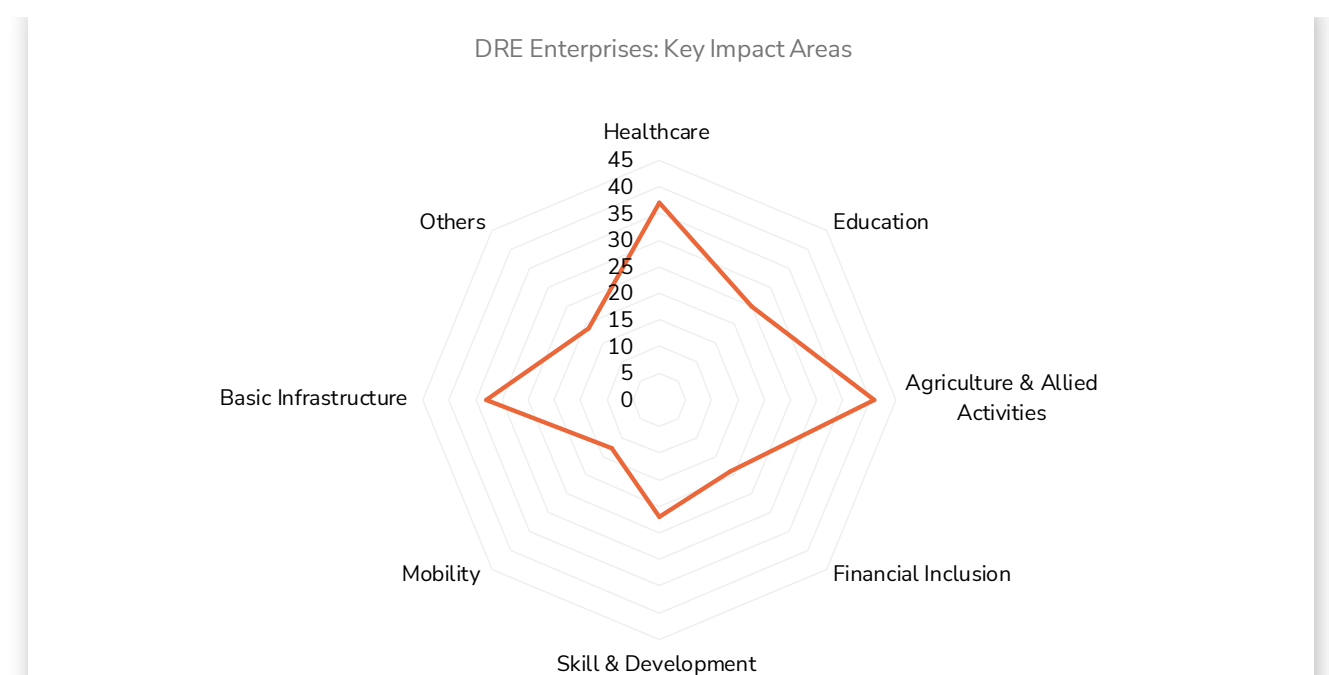 DRE Enterprises: Key Impact Areas
Healthcare
45
40
35
30
25
20
15
10
5
0
Others
Education
Basic Infrastructure
Agriculture & Allied
Activities
Mobility
Financial Inclusion
Skill & Development